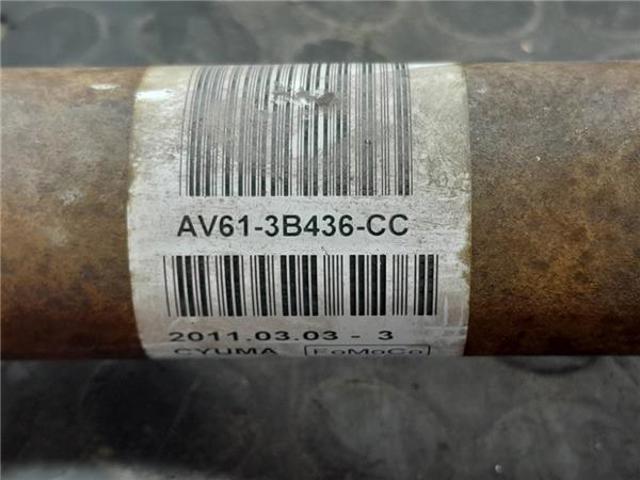 AV61-3B436-CC
2011.03.03 - 3
CYUMA FoMoCo